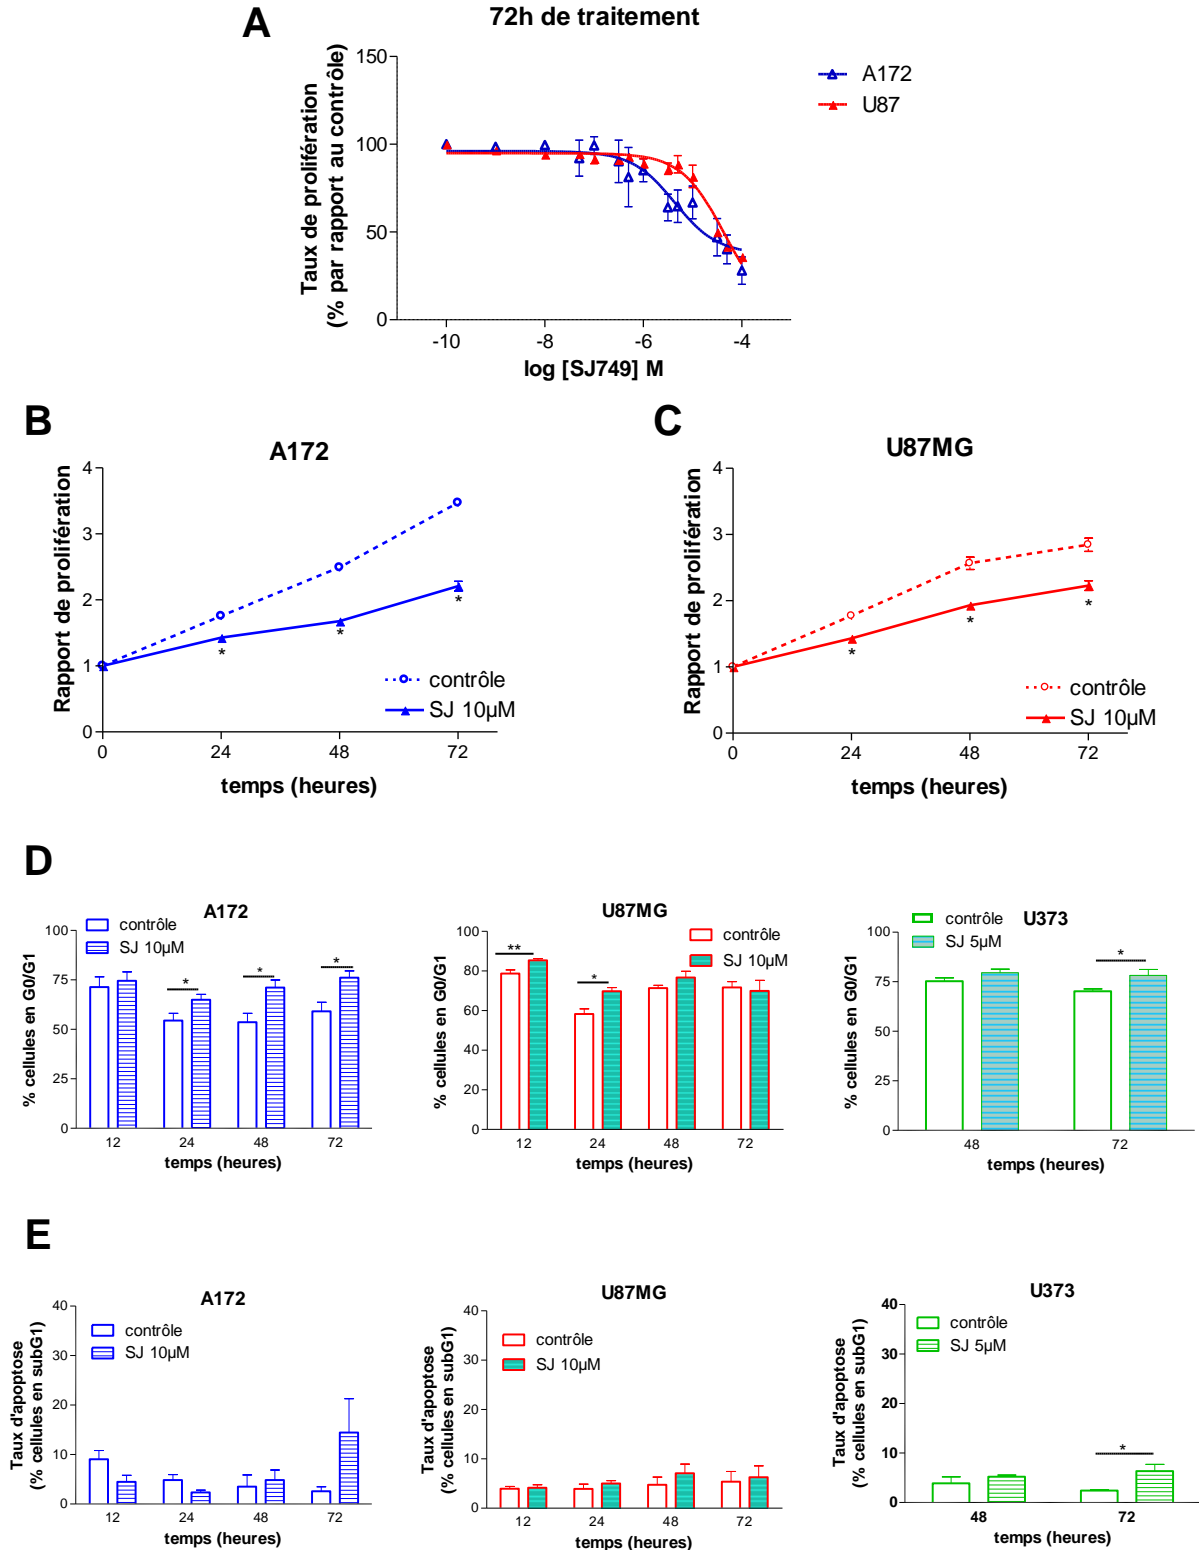 A
72h de traitement
Taux de prolifération
(% par rapport au contrôle)
150
100
50
0
-10
-8
-6
-4
log [SJ749] M
A172
U87
B
A172
Rapport de prolifération
4
3
2
1
0
*
*
*
contrôle
SJ 10µM
0
24
48
72
temps (heures)
C
U87MG
Rapport de prolifération
4
3
2
1
0
*
*
*
contrôle
SJ 10µM
0
24
48
72
temps (heures)
D
A172
contrôle
SJ 10µM
% cellules en G0/G1
100
75
50
25
0
*
*
*
12
24
48
72
temps (heures)
U87MG
contrôle
SJ 10µM
% cellules en G0/G1
100
80
60
40
20
0
**
*
12
24
48
72
temps (heures)
U373
contrôle
SJ 5µM
% cellules en G0/G1
100
75
50
25
0
*
48
72
temps (heures)
E
A172
contrôle
SJ 10µM
Taux d'apoptose
(% cellules en subG1)
40
30
20
10
0
12
24
48
72
temps (heures)
U87MG
contrôle
SJ 10µM
Taux d'apoptose
(% cellules en subG1)
40
30
20
10
0
12
24
48
72
temps (heures)
U373
contrôle
SJ 5µM
Taux d'apoptose
(% cellules en subG1)
40
30
20
10
0
*
48
72
temps (heures)